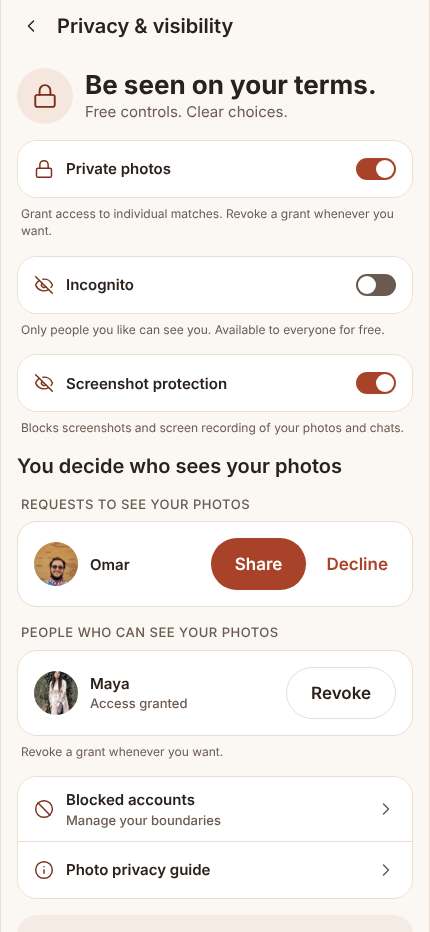 Privacy & visibility
Be seen on your terms.
Free controls. Clear choices.
Private photos
Grant access to individual matches. Revoke a grant whenever you
want.
Incognito
Only people you like can see you. Available to everyone for free.
Screenshot protection
Blocks screenshots and screen recording of your photos and chats.
You decide who sees your photos
REQUESTS TO SEE YOUR PHOTOS
Omar
Share
Decline
PEOPLE WHO CAN SEE YOUR PHOTOS
Maya
Access granted
Revoke
Revoke a grant whenever you want.
Blocked accounts
Manage your boundaries
Photo privacy guide